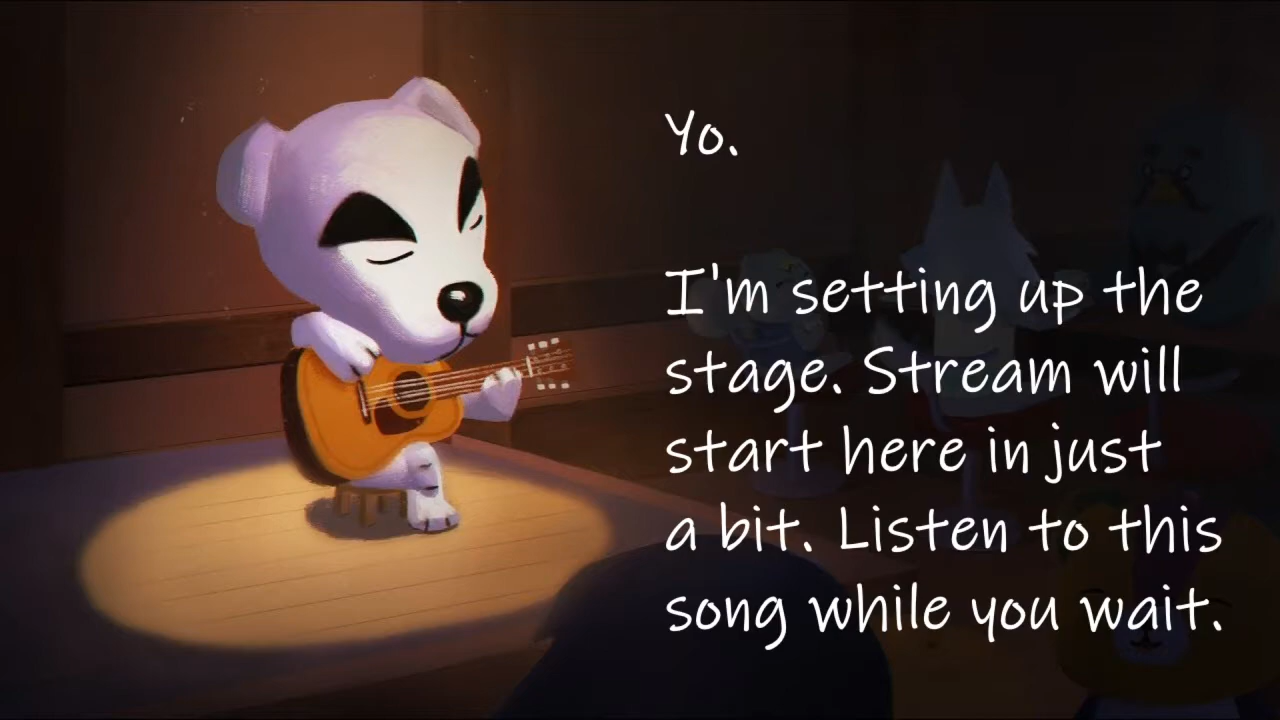 Yo.
I'm setting up the
stage. Stream will
start here in just
a bit. Listen to this
song while you wait.